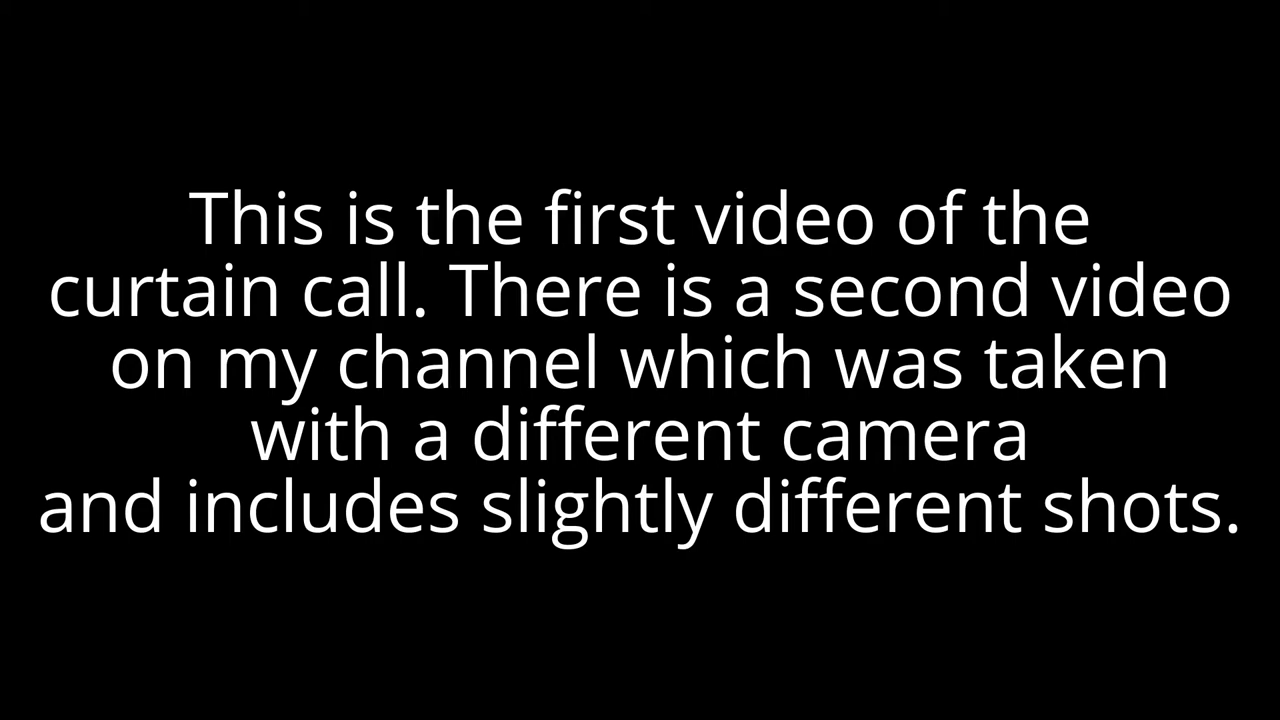 This is the first video of the
curtain call. There is a second video
on my channel which was taken
with a different camera
and includes slightly different shots.